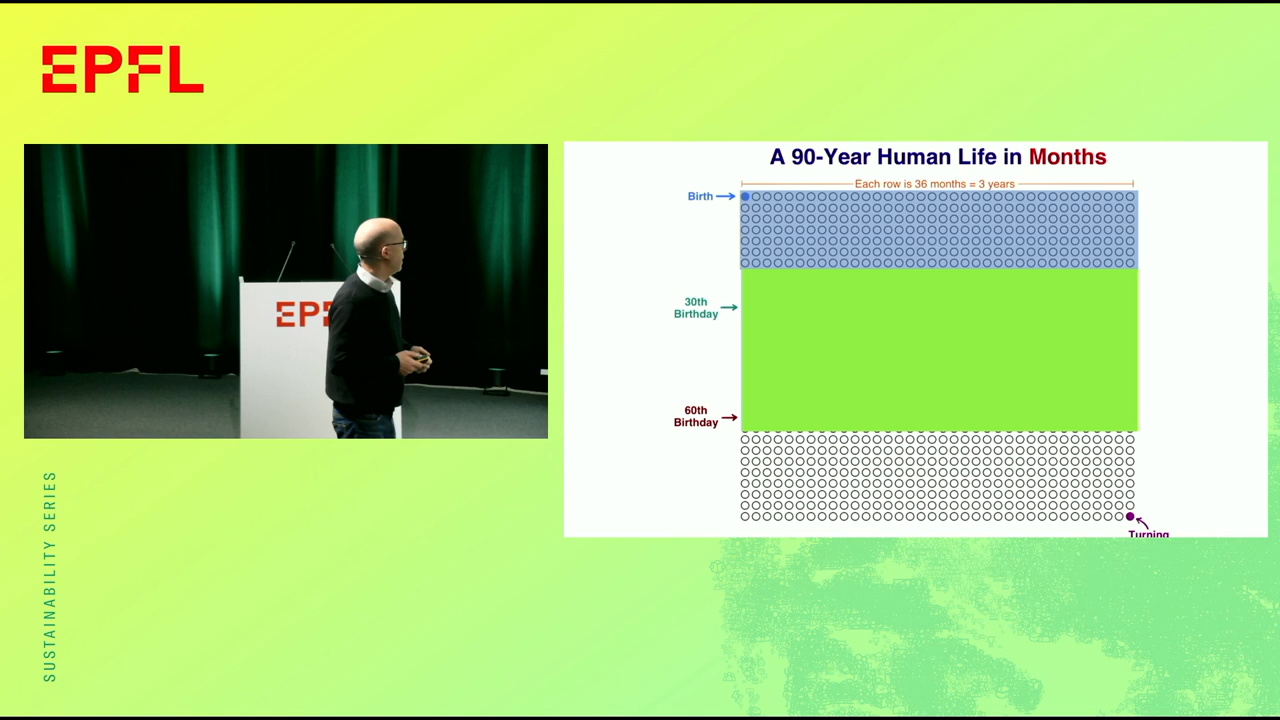 EPFL
EPF
A 90-Year Human Life in Months
Each row is 36 months = 3 years
Birth
30th
Birthday
60th
Birthday
Turning
SUSTAINABILITY SERIES